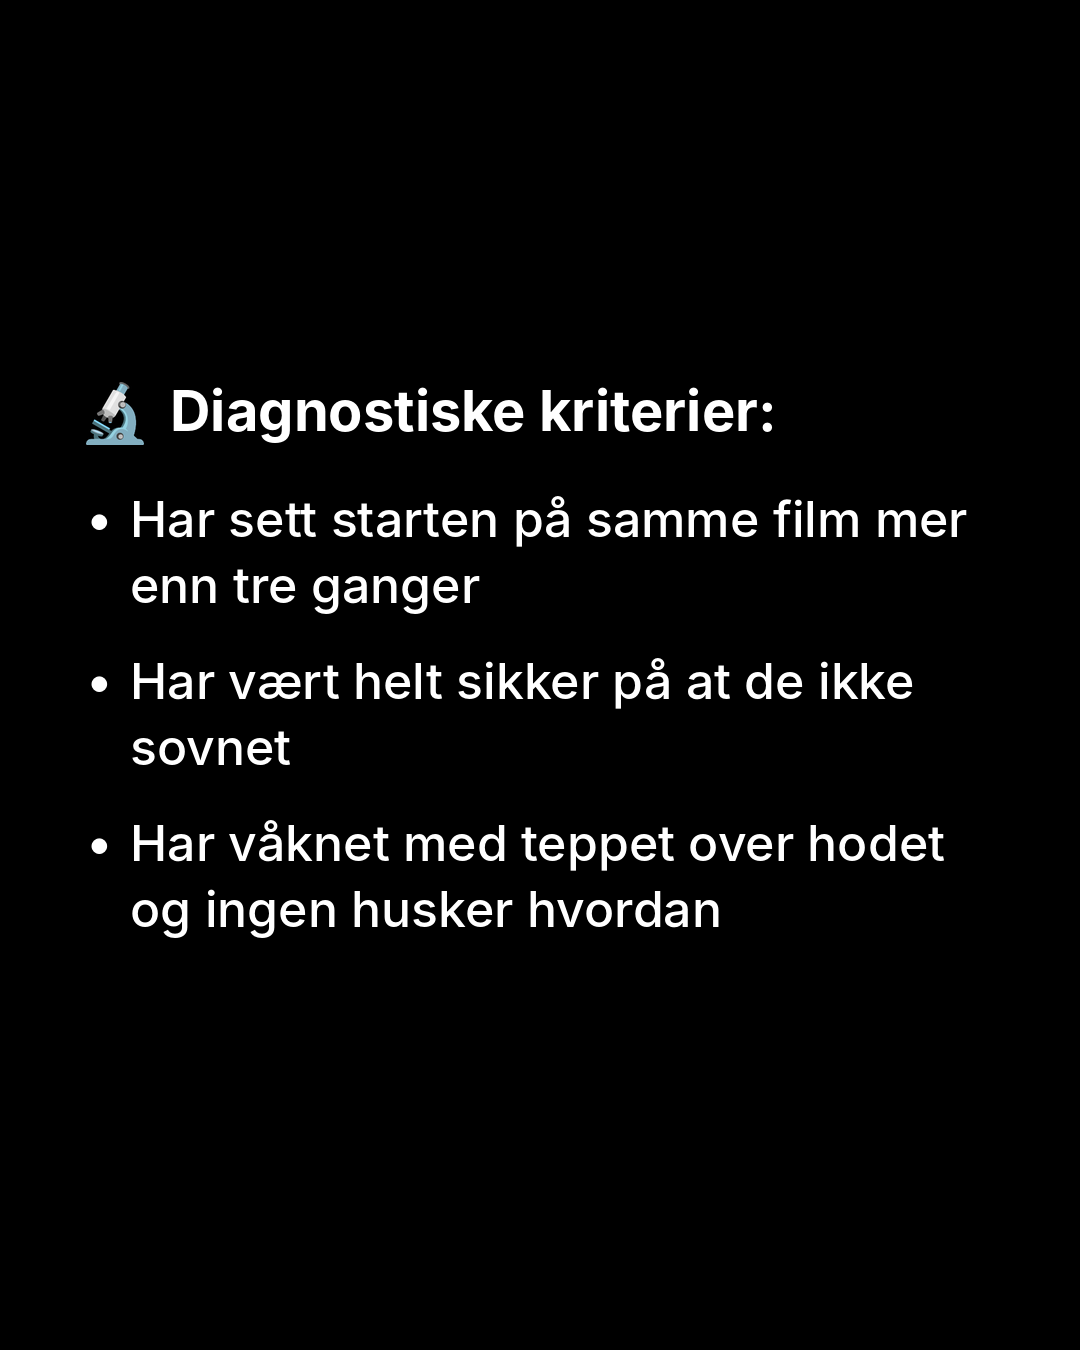 🔬 Diagnostiske kriterier:
• Har sett starten på samme film mer
enn tre ganger
• Har vært helt sikker på at de ikke
sovnet
• Har våknet med teppet over hodet
og ingen husker hvordan